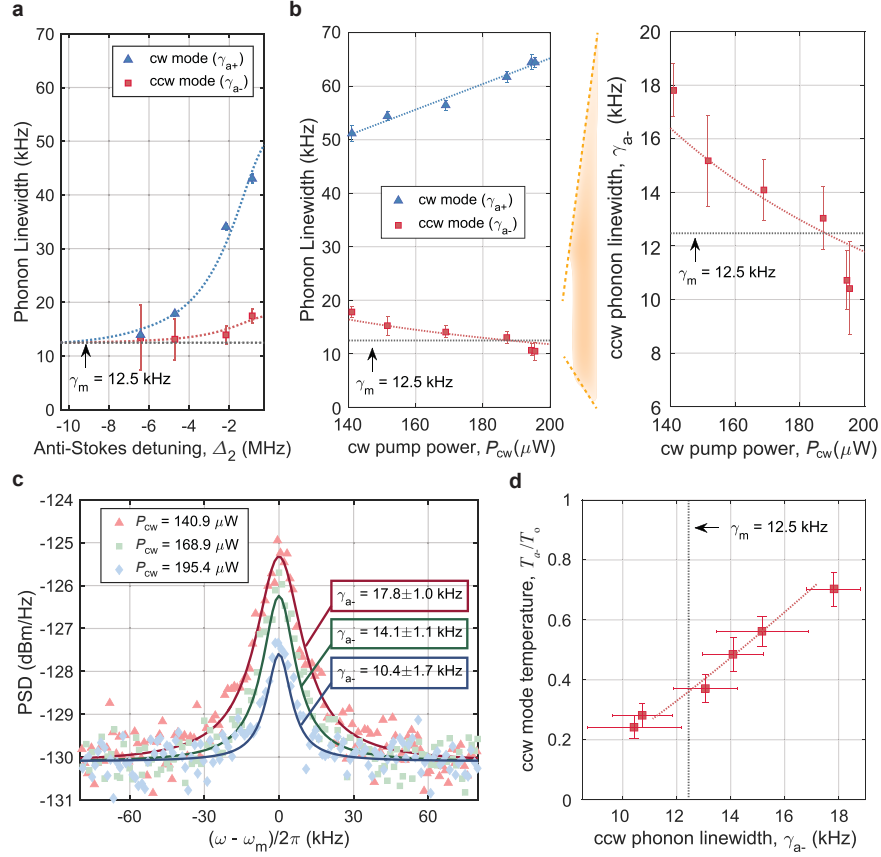 a
Phonon Linewidth (kHz)
70
60
50
40
30
20
10
0
cw mode (γa+)
ccw mode (γa-)
γm = 12.5 kHz
-10 -8 -6 -4 -2
Anti-Stokes detuning, Δ2 (MHz)
b
Phonon Linewidth (kHz)
70
60
50
40
30
20
10
0
cw mode (γa+)
ccw mode (γa-)
γm = 12.5 kHz
140 160 180 200
cw pump power, Pcw(μW)
ccw phonon linewidth, γa- (kHz)
20
18
16
14
12
10
8
6
γm = 12.5 kHz
140 160 180 200
cw pump power, Pcw(μW)
c
PSD (dBm/Hz)
-124
-125
-126
-127
-128
-129
-130
-131
Pcw = 140.9 μW
Pcw = 168.9 μW
Pcw = 195.4 μW
γa- = 17.8±1.0 kHz
γa- = 14.1±1.1 kHz
γa- = 10.4±1.7 kHz
-60 -30 0 30 60
(ω - ωm)/2π (kHz)
d
ccw mode temperature, Ta-/To
1
0.8
0.6
0.4
0.2
0
γm = 12.5 kHz
10 12 14 16 18
ccw phonon linewidth, γa- (kHz)